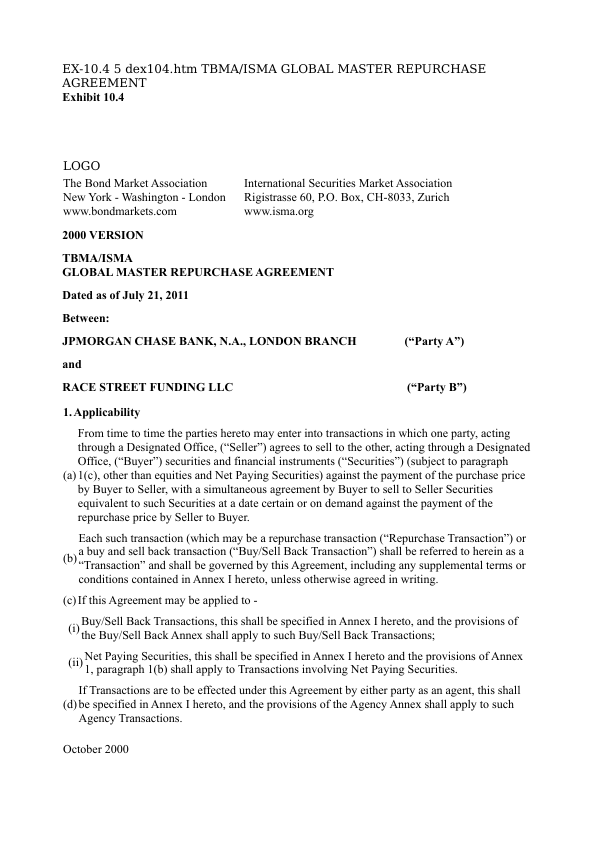 EX-10.4 5 dex104.htm TBMA/ISMA GLOBAL MASTER REPURCHASE
AGREEMENT
Exhibit 10.4
LOGO
The Bond Market Association International Securities Market Association
New York - Washington - London Rigistrasse 60, P.O. Box, CH-8033, Zurich
www.bondmarkets.com www.isma.org
2000 VERSION
TBMA/ISMA
GLOBAL MASTER REPURCHASE AGREEMENT
Dated as of July 21, 2011
Between:
JPMORGAN CHASE BANK, N.A., LONDON BRANCH (“Party A”)
and
RACE STREET FUNDING LLC (“Party B”)
1. Applicability
From time to time the parties hereto may enter into transactions in which one party, acting
through a Designated Office, (“Seller”) agrees to sell to the other, acting through a Designated
Office, (“Buyer”) securities and financial instruments (“Securities”) (subject to paragraph
(a) 1(c), other than equities and Net Paying Securities) against the payment of the purchase price
by Buyer to Seller, with a simultaneous agreement by Buyer to sell to Seller Securities
equivalent to such Securities at a date certain or on demand against the payment of the
repurchase price by Seller to Buyer.
Each such transaction (which may be a repurchase transaction (“Repurchase Transaction”) or
(b) a buy and sell back transaction (“Buy/Sell Back Transaction”) shall be referred to herein as a
“Transaction” and shall be governed by this Agreement, including any supplemental terms or
conditions contained in Annex I hereto, unless otherwise agreed in writing.
(c) If this Agreement may be applied to -
(i) Buy/Sell Back Transactions, this shall be specified in Annex I hereto, and the provisions of
the Buy/Sell Back Annex shall apply to such Buy/Sell Back Transactions;
(ii) Net Paying Securities, this shall be specified in Annex I hereto and the provisions of Annex
1, paragraph 1(b) shall apply to Transactions involving Net Paying Securities.
If Transactions are to be effected under this Agreement by either party as an agent, this shall
(d) be specified in Annex I hereto, and the provisions of the Agency Annex shall apply to such
Agency Transactions.
October 2000